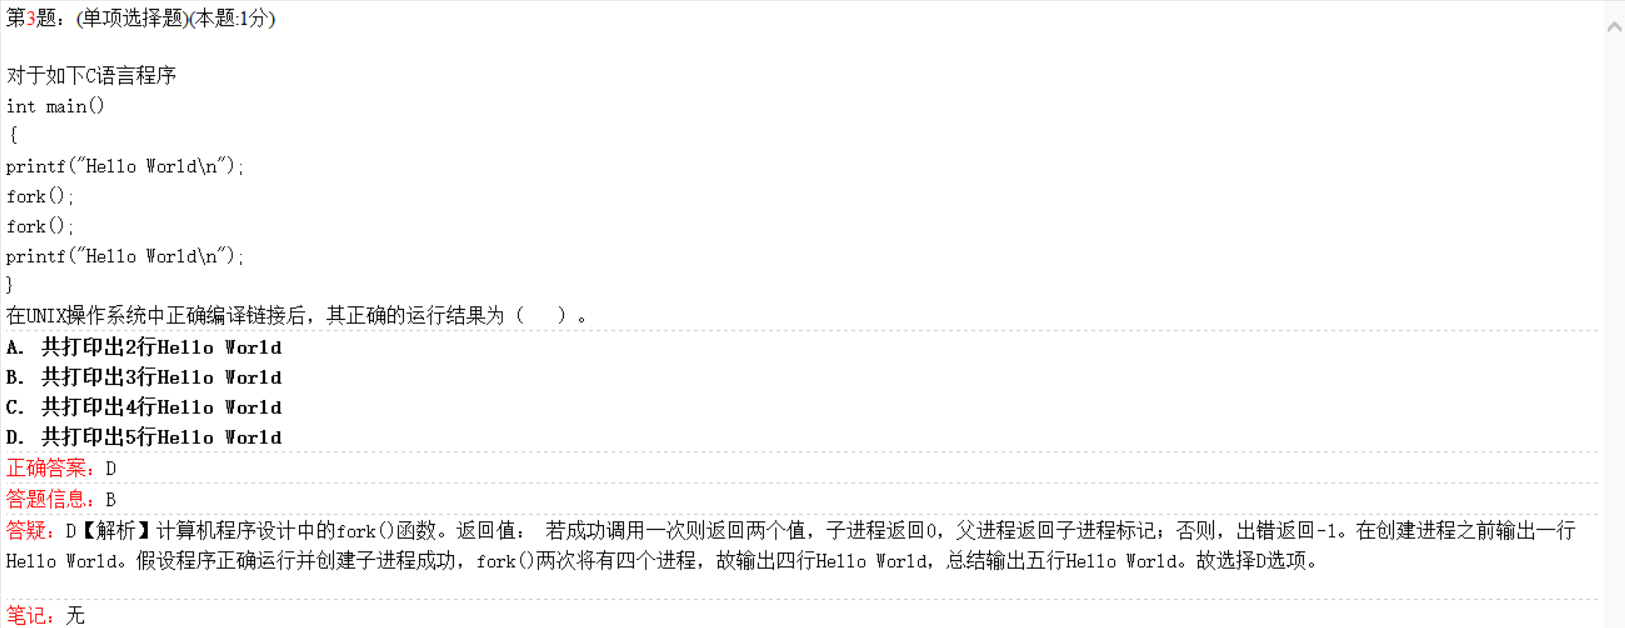 第3题：(单项选择题)(本题:1分)
对于如下C语言程序
int main()
{
printf("Hello World\n");
fork();
fork();
printf("Hello World\n");
}
在UNIX操作系统中正确编译链接后，其正确的运行结果为（　　）。
A. 共打印出2行Hello World
B. 共打印出3行Hello World
C. 共打印出4行Hello World
D. 共打印出5行Hello World
正确答案：D
答题信息：B
答疑：D【解析】计算机程序设计中的fork()函数。返回值： 若成功调用一次则返回两个值，子进程返回0，父进程返回子进程标记；否则，出错返回-1。在创建进程之前输出一行
Hello World。假设程序正确运行并创建子进程成功，fork()两次将有四个进程，故输出四行Hello World，总结输出五行Hello World。故选择D选项。
笔记：无